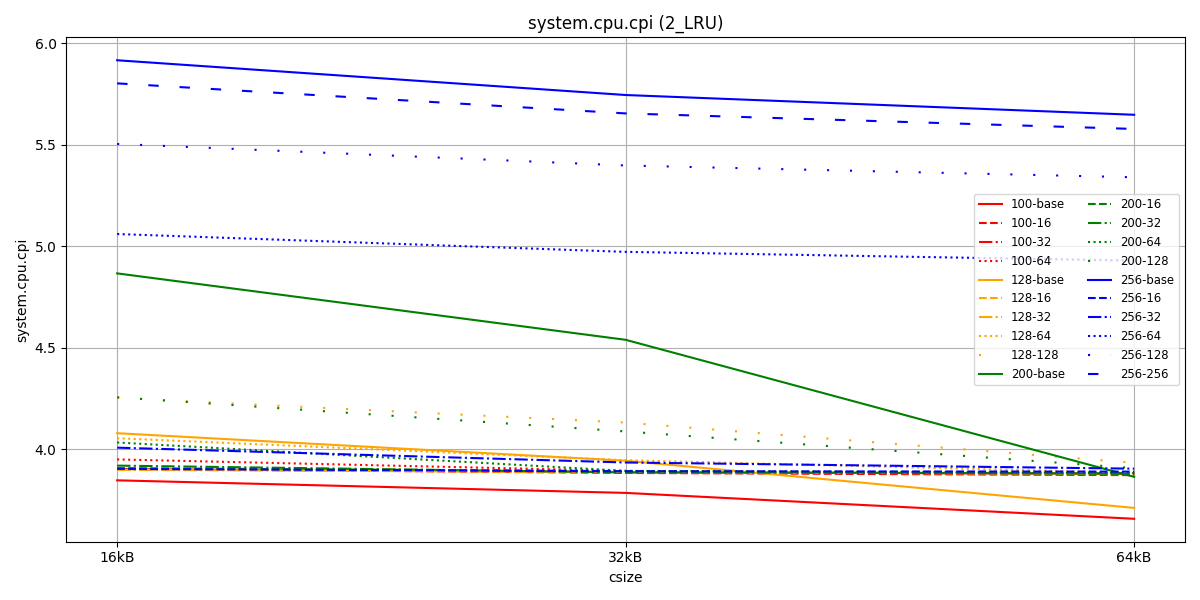 system.cpu.cpi (2_LRU)
6.0
5.5
5.0
4.5
4.0
system.cpu.cpi
16kB
32kB
64kB
csize
100-base
100-16
100-32
100-64
128-base
128-16
128-32
128-64
128-128
200-base
200-16
200-32
200-64
200-128
256-base
256-16
256-32
256-64
256-128
256-256